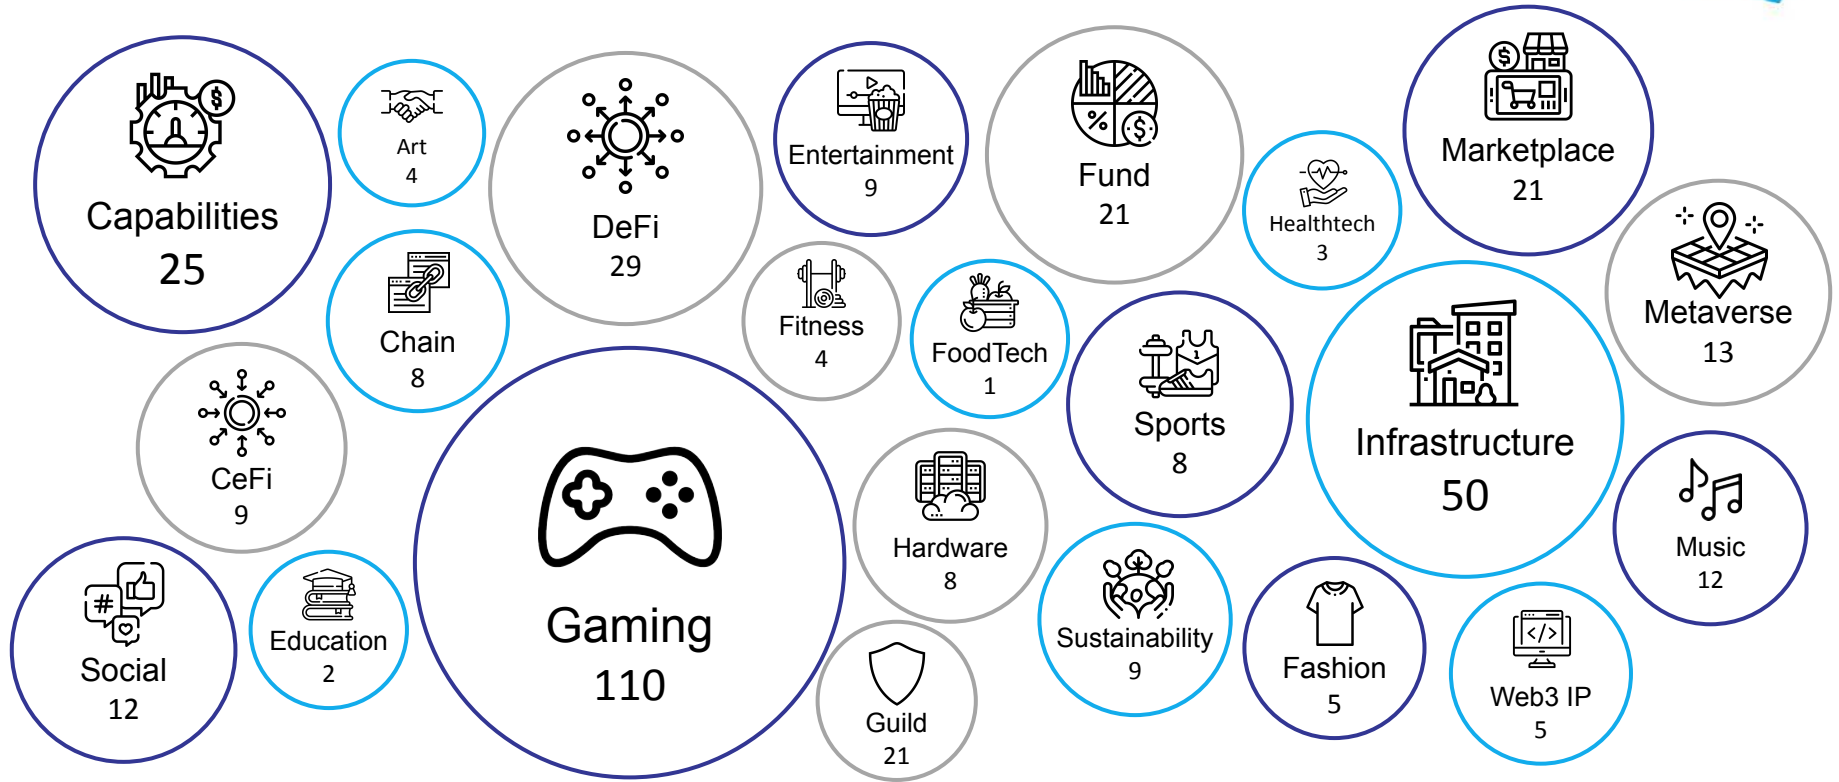 Capabilities
25
Art
4
DeFi
29
Entertainment
9
Fund
21
Healthtech
3
Marketplace
21
Metaverse
13
Chain
8
Fitness
4
FoodTech
1
Sports
8
Infrastructure
50
CeFi
9
Gaming
110
Hardware
8
Music
12
Social
12
Education
2
Guild
21
Sustainability
9
Fashion
5
Web3 IP
5
$
$
%
$
1
#
</>